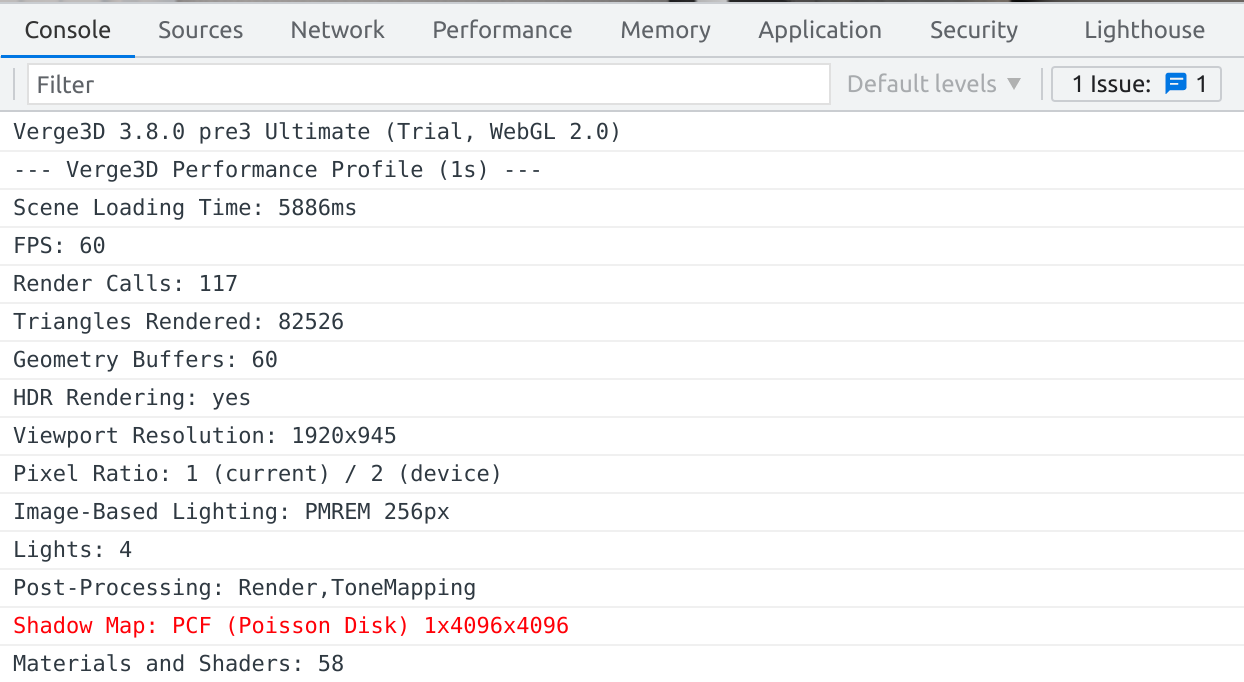 Console Sources Network Performance Memory Application Security Lighthouse
Filter Default levels ▼ 1 Issue: 1
Verge3D 3.8.0 pre3 Ultimate (Trial, WebGL 2.0)
--- Verge3D Performance Profile (1s) ---
Scene Loading Time: 5886ms
FPS: 60
Render Calls: 117
Triangles Rendered: 82526
Geometry Buffers: 60
HDR Rendering: yes
Viewport Resolution: 1920x945
Pixel Ratio: 1 (current) / 2 (device)
Image-Based Lighting: PMREM 256px
Lights: 4
Post-Processing: Render,ToneMapping
Shadow Map: PCF (Poisson Disk) 1x4096x4096
Materials and Shaders: 58